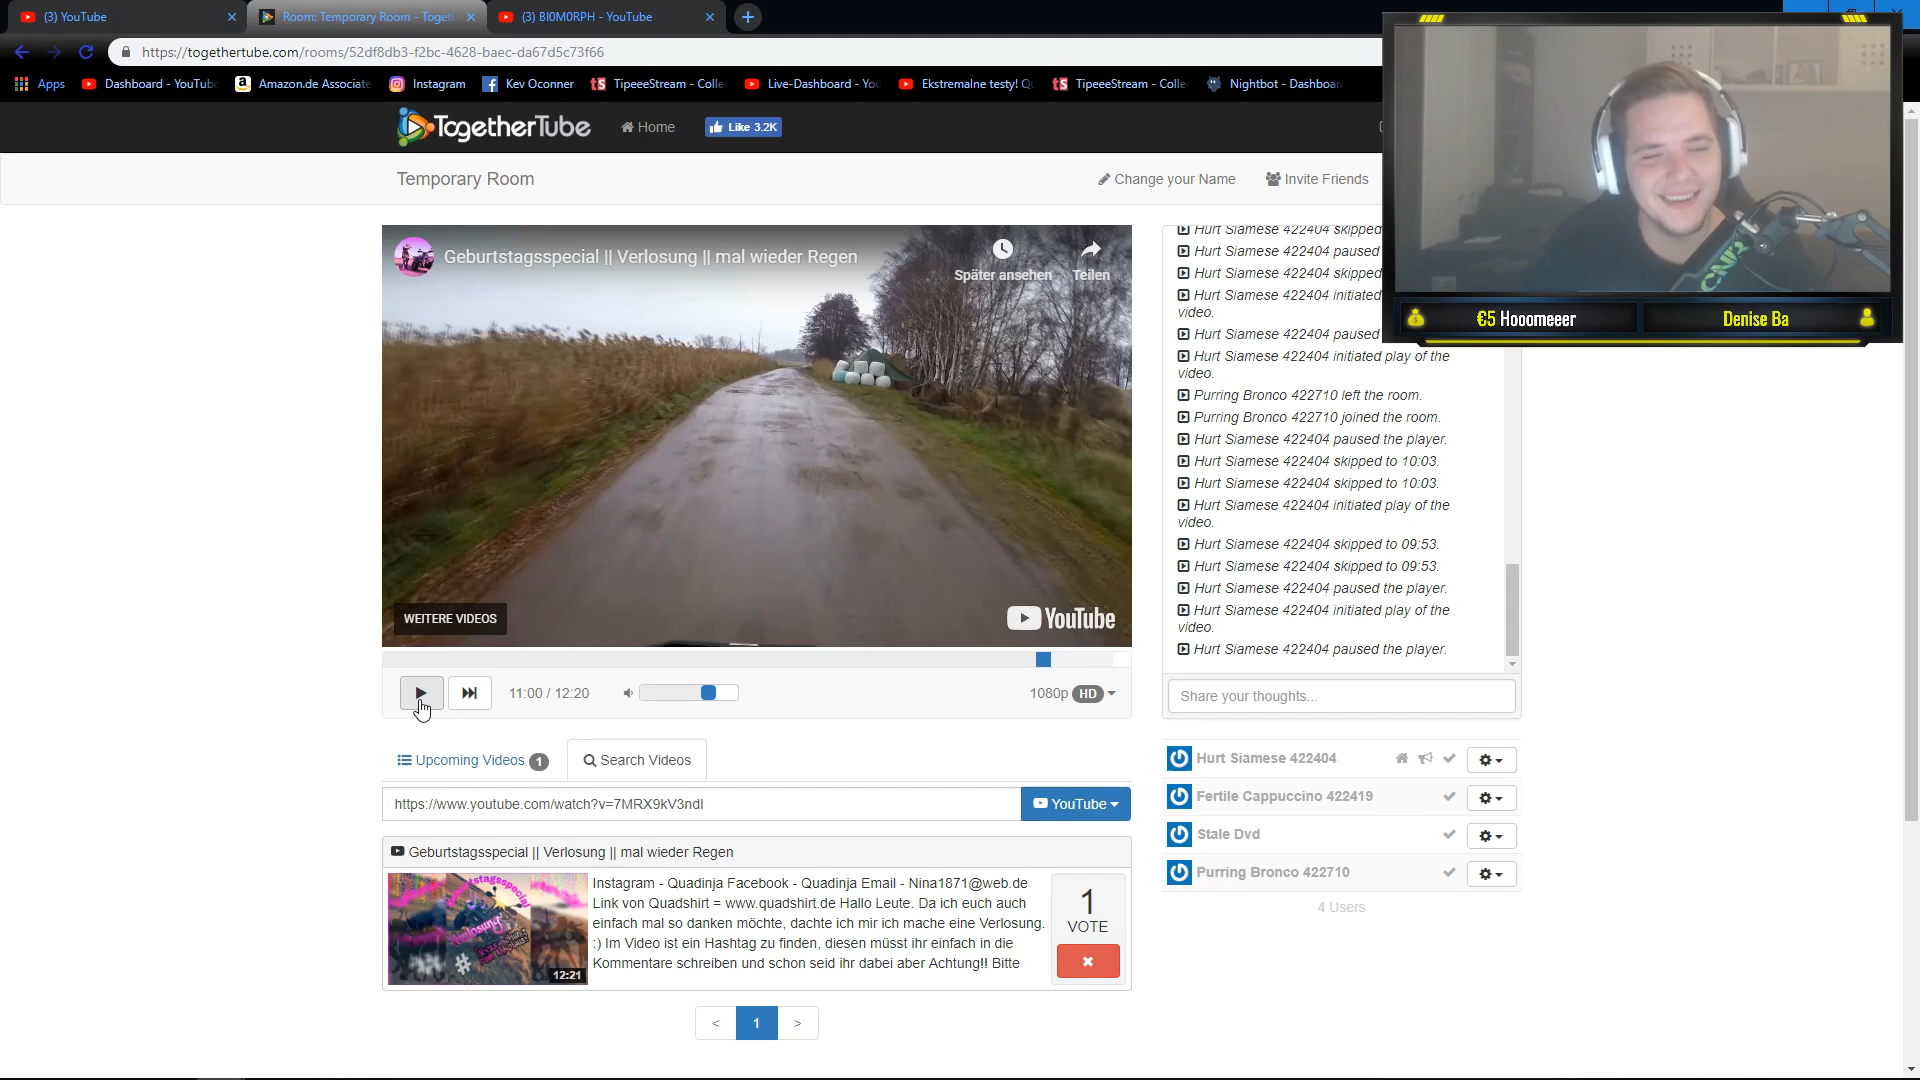 (3) YouTube
Room: Temporary Room - Togeth
(3) BI0M0RPH - YouTube
https://togethertube.com/rooms/52df8db3-f2bc-4628-baec-da67d5c73f66
Apps
Dashboard - YouTube
Amazon.de Associate
Instagram
Kev Oconner
TipeeeStream - Colle
Live-Dashboard - You
Ekstremalne testy! Q
TipeeeStream - Colle
Nightbot - Dashboar
TogetherTube
Home
Like 3.2K
Temporary Room
Change your Name
Invite Friends
Geburtstagsspecial || Verlosung || mal wieder Regen
Später ansehen
Teilen
WEITERE VIDEOS
YouTube
11:00 / 12:20
1080p HD
Hurt Siamese 422404 skipped
Hurt Siamese 422404 paused
Hurt Siamese 422404 skipped
Hurt Siamese 422404 initiated
video.
Hurt Siamese 422404 paused
Hurt Siamese 422404 initiated play of the
video.
Purring Bronco 422710 left the room.
Purring Bronco 422710 joined the room.
Hurt Siamese 422404 paused the player.
Hurt Siamese 422404 skipped to 10:03.
Hurt Siamese 422404 skipped to 10:03.
Hurt Siamese 422404 initiated play of the
video.
Hurt Siamese 422404 skipped to 09:53.
Hurt Siamese 422404 skipped to 09:53.
Hurt Siamese 422404 paused the player.
Hurt Siamese 422404 initiated play of the
video.
Hurt Siamese 422404 paused the player.
Share your thoughts...
€5 Hooomeeer
Denise Ba
Upcoming Videos 1
Search Videos
https://www.youtube.com/watch?v=7MRX9kV3ndI
YouTube
Geburtstagsspecial || Verlosung || mal wieder Regen
Instagram - Quadinja Facebook - Quadinja Email - Nina1871@web.de
Link von Quadshirt = www.quadshirt.de Hallo Leute. Da ich euch auch
einfach mal so danken möchte, dachte ich mir ich mache eine Verlosung.
:) Im Video ist ein Hashtag zu finden, diesen müsst ihr einfach in die
Kommentare schreiben und schon seid ihr dabei aber Achtung!! Bitte
12:21
1
VOTE
Hurt Siamese 422404
Fertile Cappuccino 422419
Stale Dvd
Purring Bronco 422710
4 Users
<
1
>